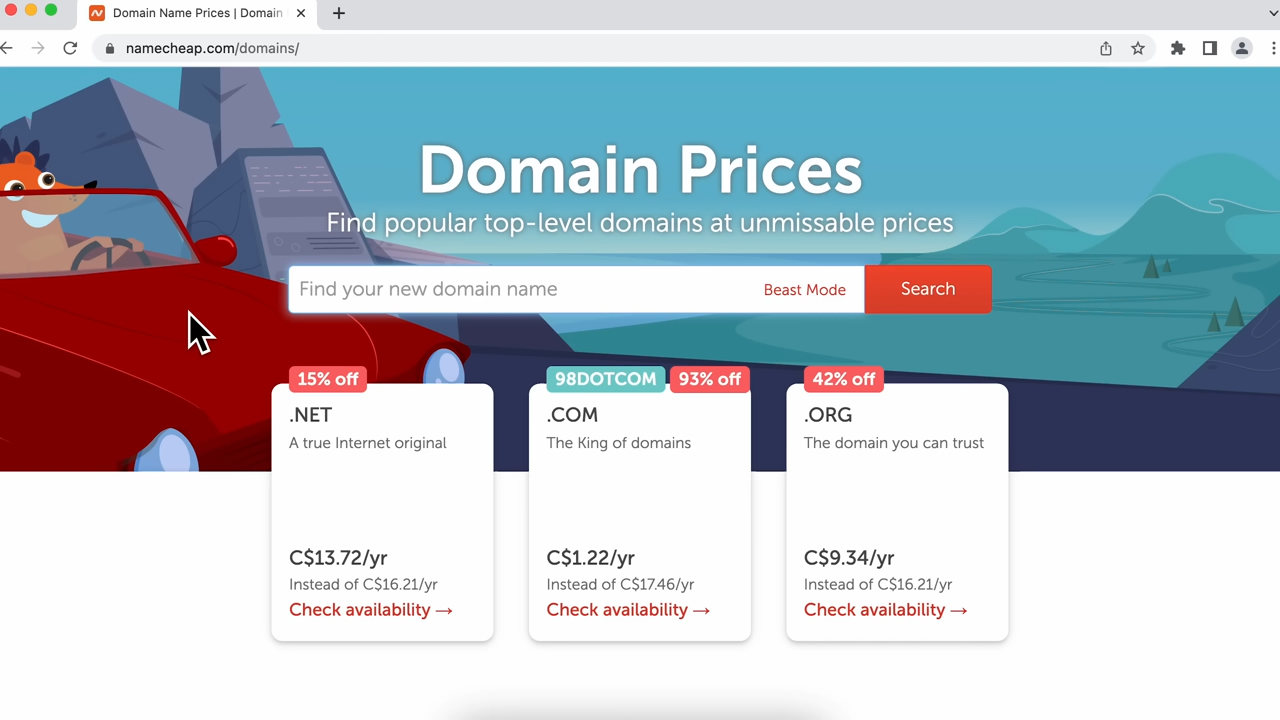 Domain Name Prices | Domain
namecheap.com/domains/
Domain Prices
Find popular top-level domains at unmissable prices
Find your new domain name
Beast Mode
Search
15% off
.NET
A true Internet original
C$13.72/yr
Instead of C$16.21/yr
Check availability →
98DOTCOM
93% off
.COM
The King of domains
C$1.22/yr
Instead of C$17.46/yr
Check availability →
42% off
.ORG
The domain you can trust
C$9.34/yr
Instead of C$16.21/yr
Check availability →